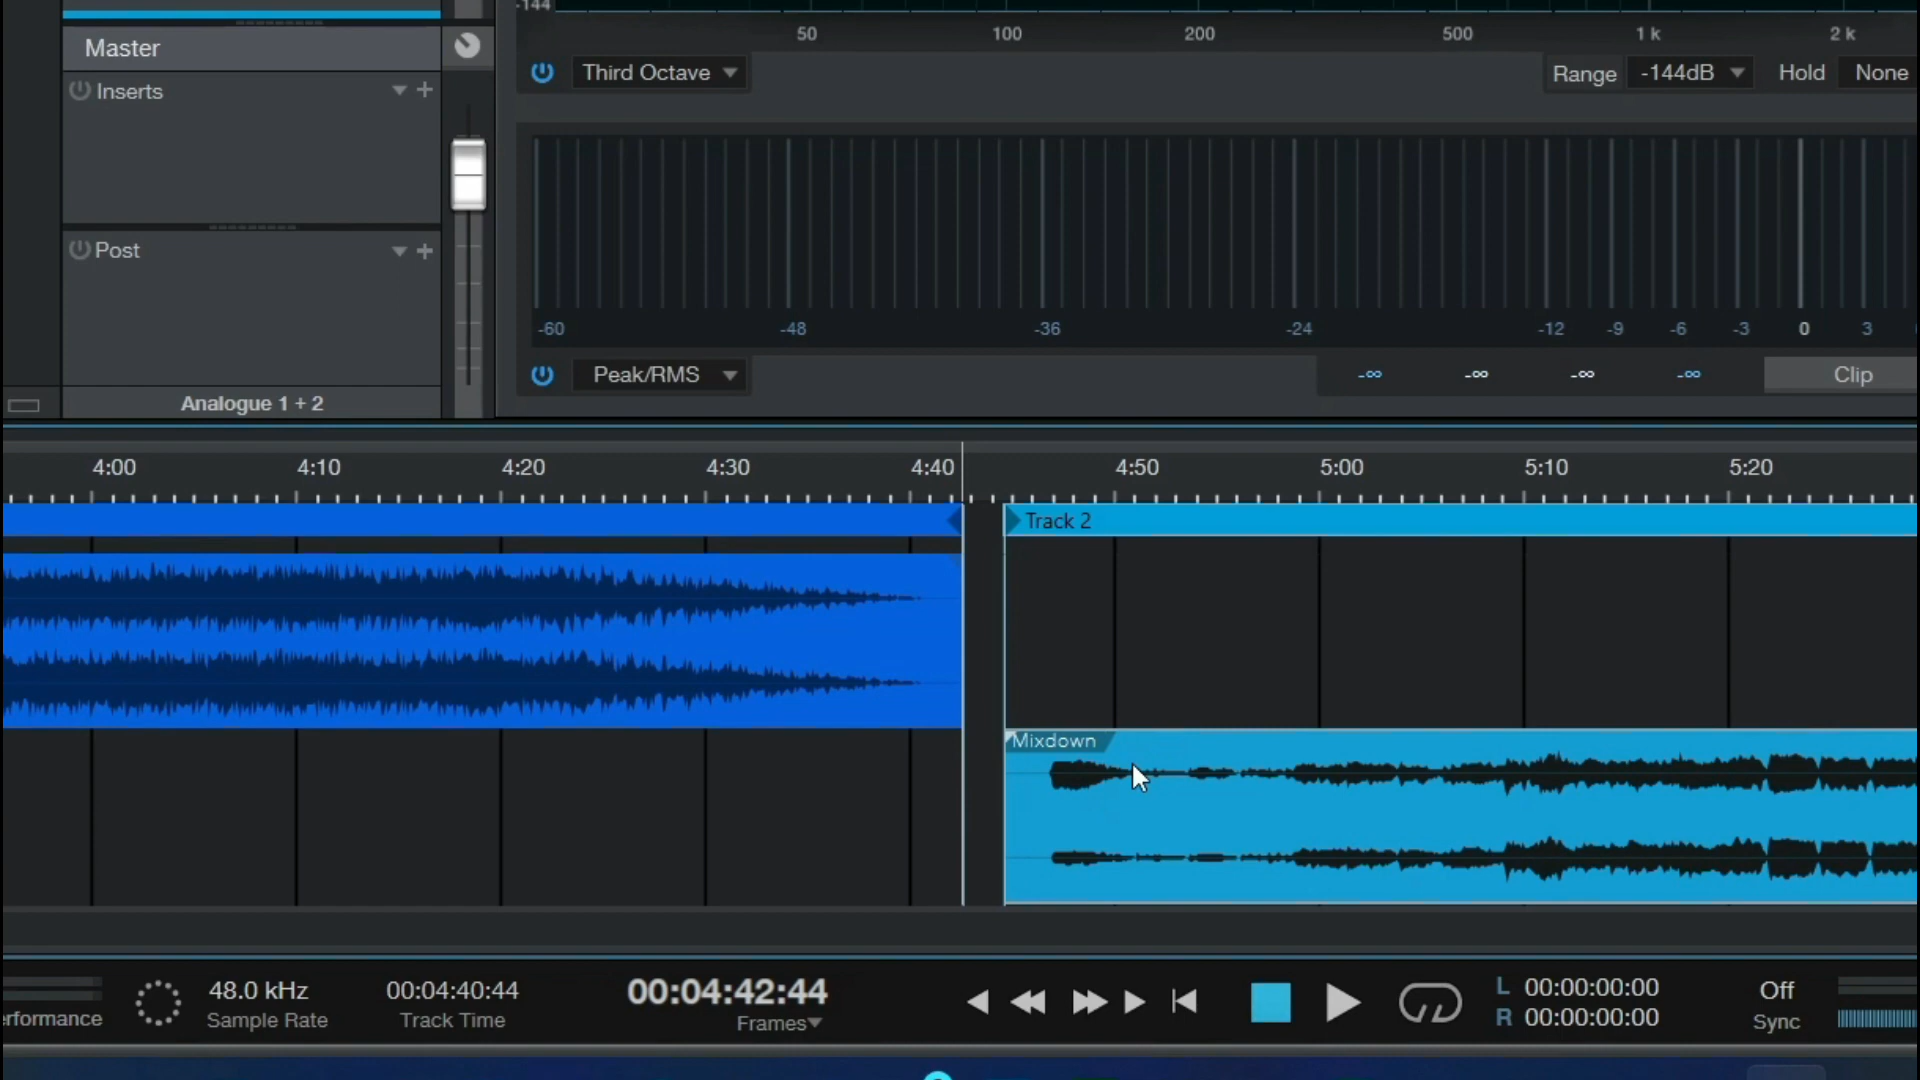 -144
50 100 200 500 1 k 2 k
Master
Third Octave
Range -144dB Hold None
Inserts
Post
-60 -48 -36 -24 -12 -9 -6 -3 0 3
Peak/RMS
-∞ -∞ -∞ -∞ Clip
Analogue 1 + 2
4:00 4:10 4:20 4:30 4:40 4:50 5:00 5:10 5:20
Track 2
Mixdown
48.0 kHz
Sample Rate
00:04:40:44
Track Time
00:04:42:44
Frames
L 00:00:00:00
R 00:00:00:00
Off
Sync
rformance